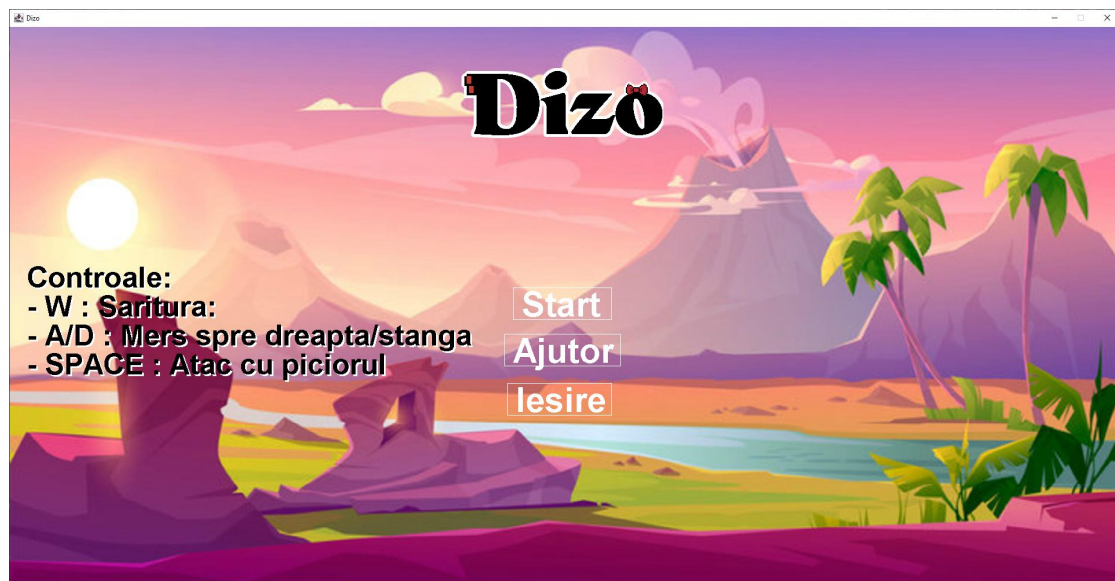 Dizo
Dizo
Controale:
- W : Saritura:
- A/D : Mers spre dreapta/stanga
- SPACE : Atac cu piciorul
Start
Ajutor
Iesire